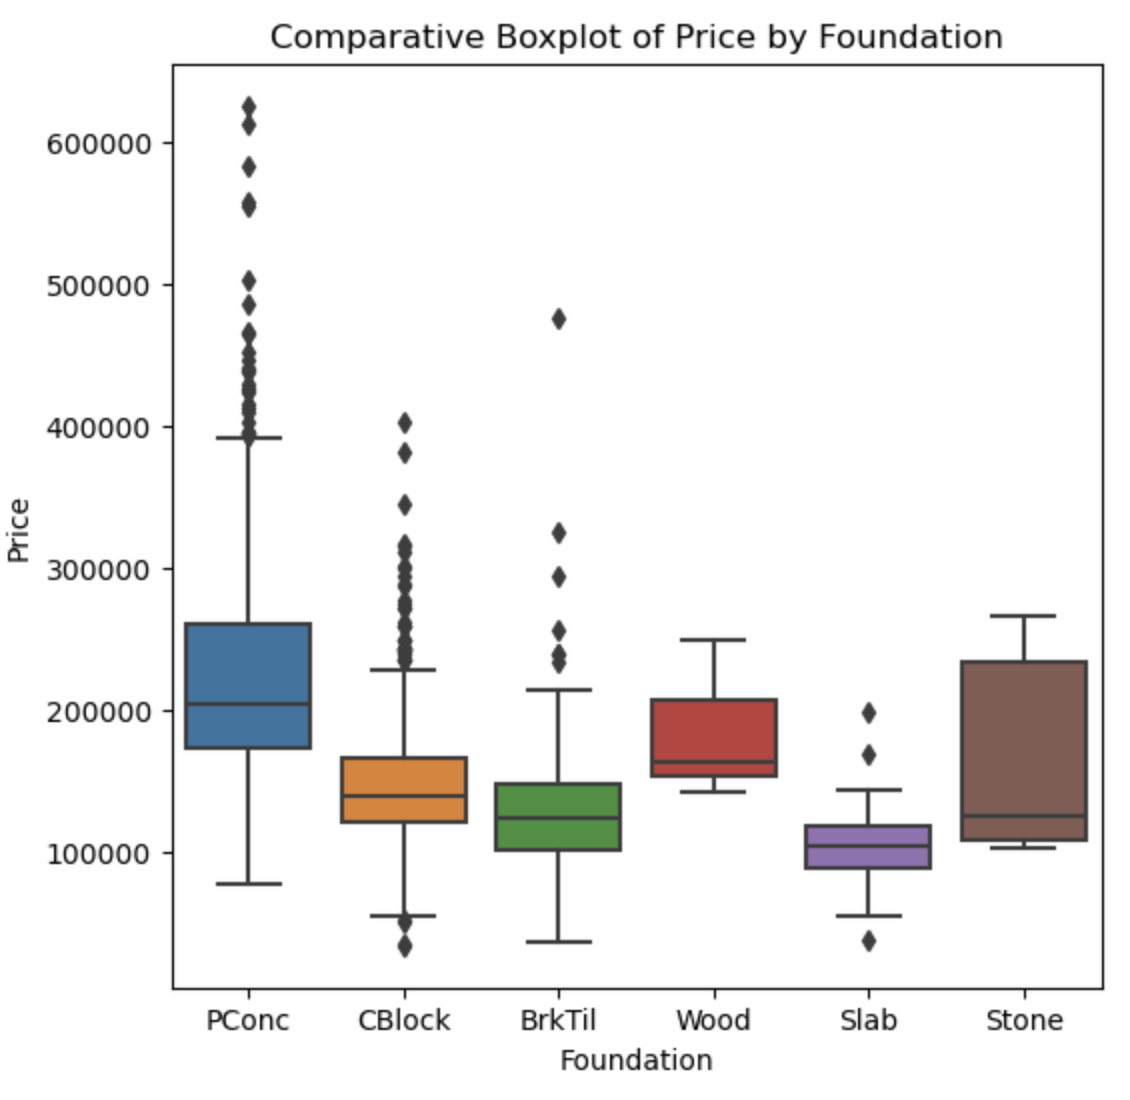 Comparative Boxplot of Price by Foundation
600000
500000
400000
300000
200000
100000
Price
PConc CBlock BrkTil Wood Slab Stone
Foundation